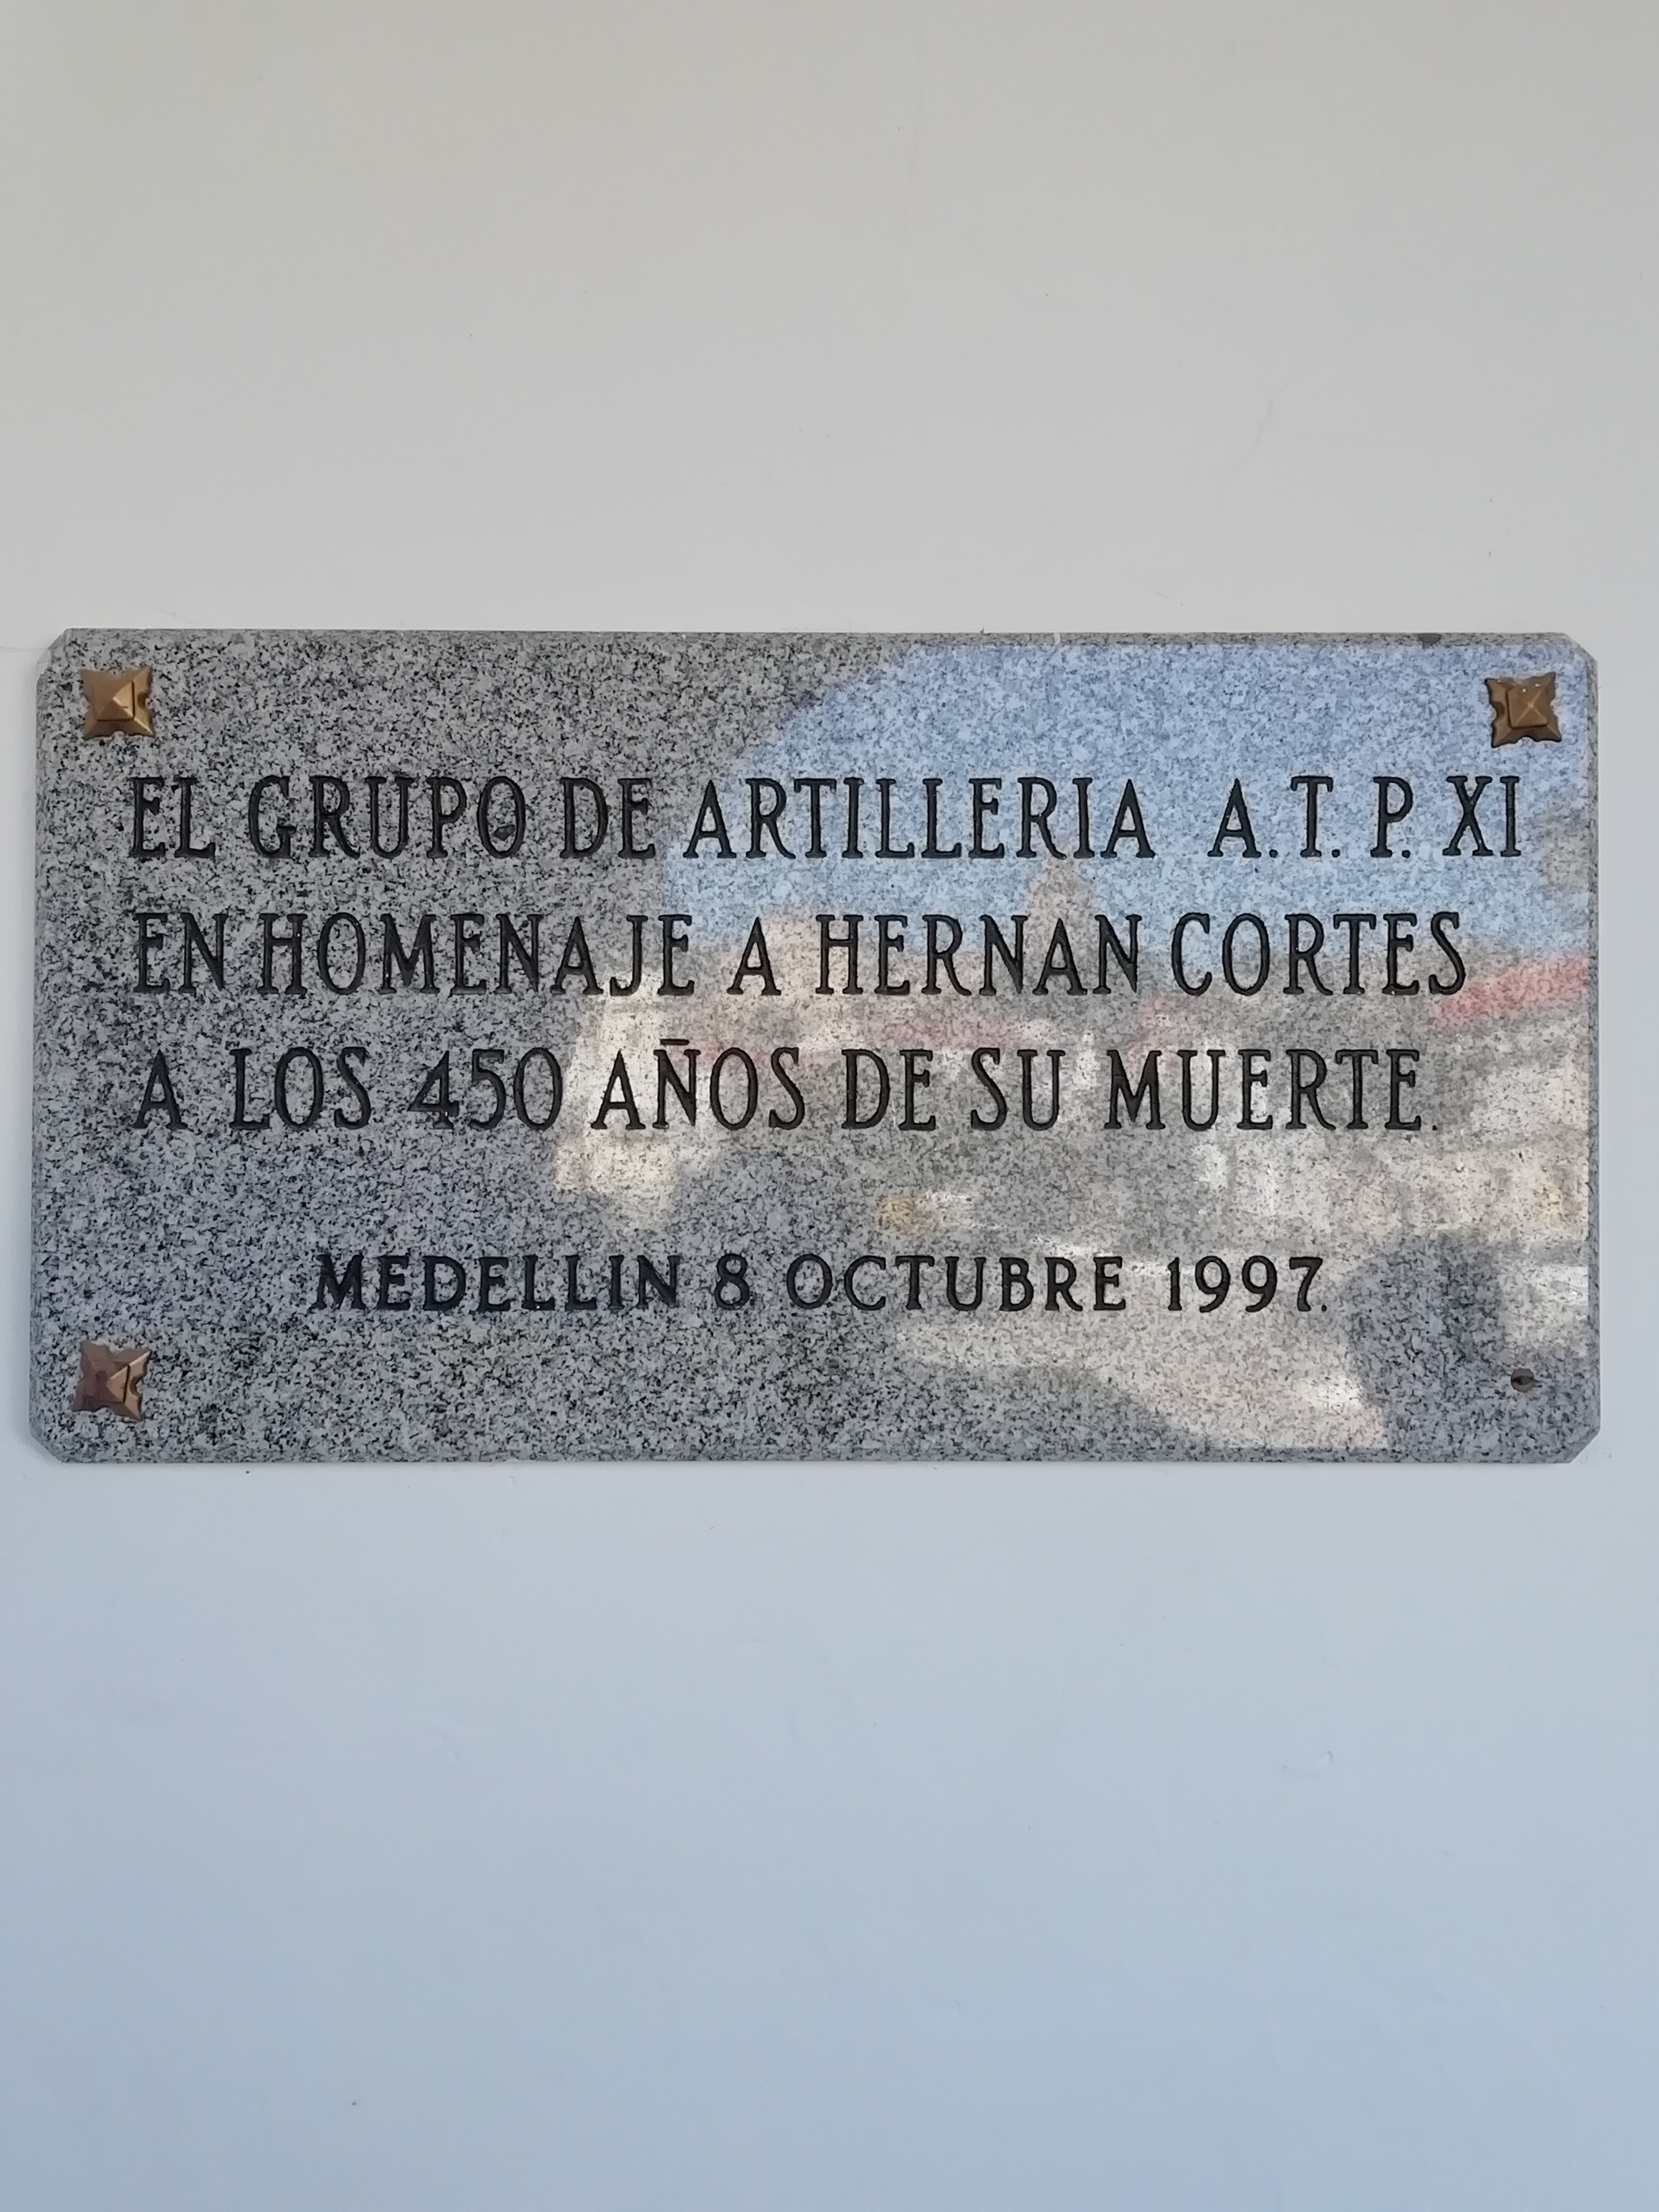 EL GRUPO DE ARTILLERIA A.T.P. XI
EN HOMENAJE A HERNAN CORTES
A LOS 450 AÑOS DE SU MUERTE.
MEDELLIN 8 OCTUBRE 1997.